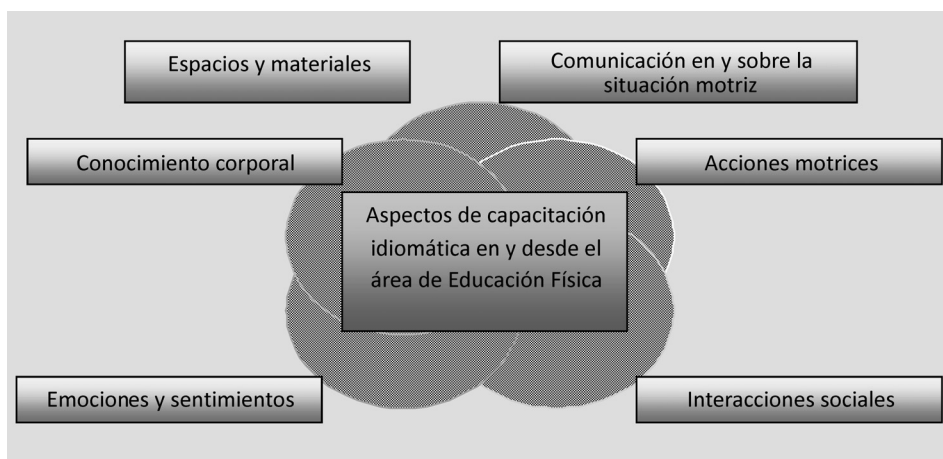 Espacios y materiales
Comunicación en y sobre la
situación motriz
Conocimiento corporal
Acciones motrices
Aspectos de capacitación
idiomática en y desde el
área de Educación Física
Emociones y sentimientos
Interacciones sociales